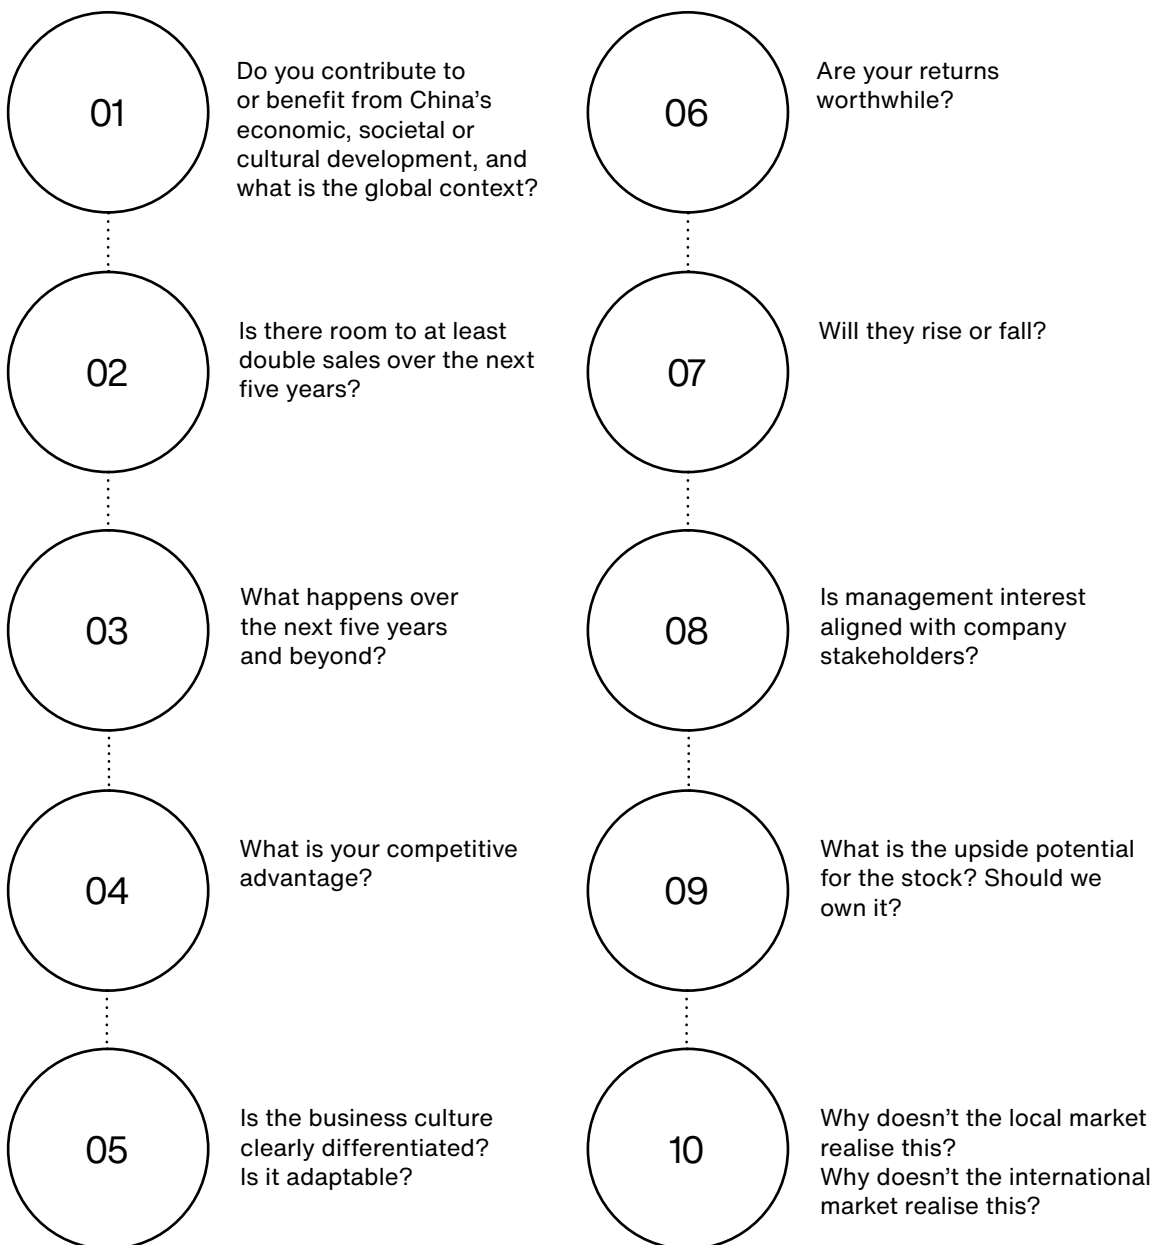 01
Do you contribute to
or benefit from China’s
economic, societal or
cultural development, and
what is the global context?
02
Is there room to at least
double sales over the next
five years?
03
What happens over
the next five years
and beyond?
04
What is your competitive
advantage?
05
Is the business culture
clearly differentiated?
Is it adaptable?
06
Are your returns
worthwhile?
07
Will they rise or fall?
08
Is management interest
aligned with company
stakeholders?
09
What is the upside potential
for the stock? Should we
own it?
10
Why doesn’t the local market
realise this?
Why doesn’t the international
market realise this?